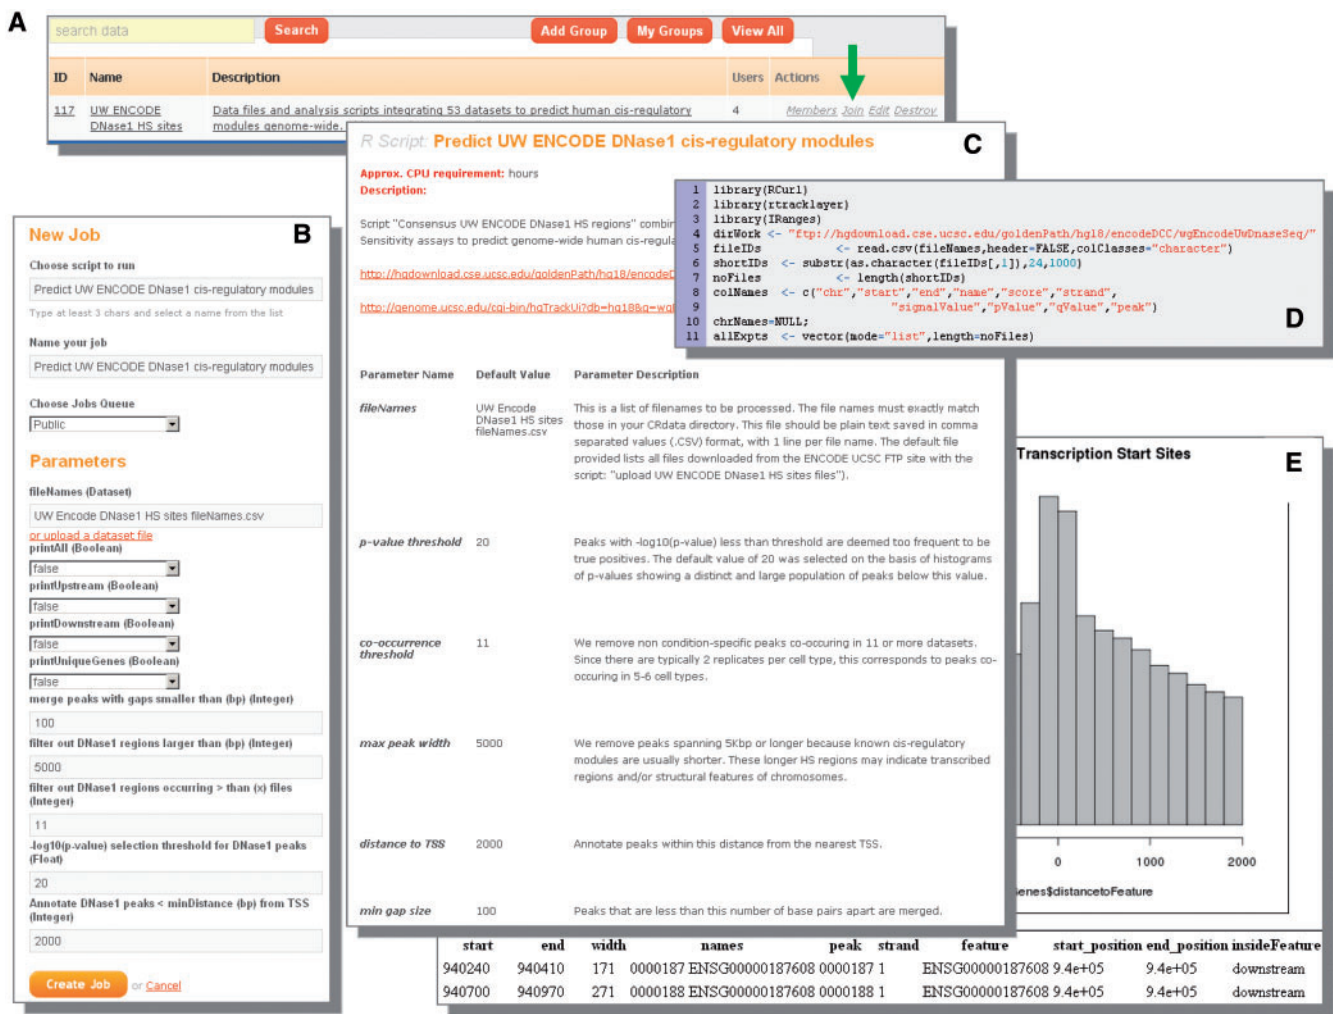 A
search data Search Add Group My Groups View All
ID Name Description Users Actions
117 UW ENCODE Data files and analysis scripts integrating 53 datasets to predict human cis-regulatory 4 Members Join Edit Destroy
DNase1 HS sites modules genome-wide.
B
New Job
Choose script to run
Predict UW ENCODE DNase1 cis-regulatory modules
Type at least 3 chars and select a name from the list
Name your job
Predict UW ENCODE DNase1 cis-regulatory modules
Choose Jobs Queue
Public
Parameters
fileNames (Dataset)
UW Encode DNase1 HS sites fileNames.csv
or upload a dataset file
printAll (Boolean)
false
printUpstream (Boolean)
false
printDownstream (Boolean)
false
printUniqueGenes (Boolean)
false
merge peaks with gaps smaller than (bp) (Integer)
100
filter out DNase1 regions larger than (bp) (Integer)
5000
filter out DNase1 regions occurring > than (x) files
(Integer)
11
-log10(p-value) selection threshold for DNase1 peaks
(Float)
20
Annotate DNase1 peaks < minDistance (bp) from TSS
(Integer)
2000
Create Job or Cancel
C
R Script: Predict UW ENCODE DNase1 cis-regulatory modules
Approx. CPU requirement: hours
Description:
Script "Consensus UW ENCODE DNase1 HS regions" combin
Sensitivity assays to predict genome-wide human cis-regula
http://hgdownload.cse.ucsc.edu/goldenPath/hg18/encodeD
http://genome.ucsc.edu/cgi-bin/hgTrackUi?db=hg18&g=wgE
Parameter Name Default Value Parameter Description
fileNames UW Encode This is a list of filenames to be processed. The file names must exactly match
DNase1 HS sites those in your CRdata directory. This file should be plain text saved in comma
fileNames.csv separated values (.CSV) format, with 1 line per file name. The default file
provided lists all files downloaded from the ENCODE UCSC FTP site with the
script: "upload UW ENCODE DNase1 HS sites files").
p-value threshold 20 Peaks with -log10(p-value) less than threshold are deemed too frequent to be
true positives. The default value of 20 was selected on the basis of histograms
of p-values showing a distinct and large population of peaks below this value.
co-occurrence 11 We remove non condition-specific peaks co-occuring in 11 or more datasets.
threshold Since there are typically 2 replicates per cell type, this corresponds to peaks co-
occuring in 5-6 cell types.
max peak width 5000 We remove peaks spanning 5Kbp or longer because known cis-regulatory
modules are usually shorter. These longer HS regions may indicate transcribed
regions and/or structural features of chromosomes.
distance to TSS 2000 Annotate peaks within this distance from the nearest TSS.
min gap size 100 Peaks that are less than this number of base pairs apart are merged.
D
1 library(RCurl)
2 library(rtracklayer)
3 library(IRanges)
4 dirWork <- "ftp://hgdownload.cse.ucsc.edu/goldenPath/hg18/encodeDCC/wgEncodeUwDnaseSeq/"
5 fileIDs <- read.csv(fileNames,header=FALSE,colClasses="character")
6 shortIDs <- substr(as.character(fileIDs[,1]),24,1000)
7 noFiles <- length(shortIDs)
8 colNames <- c("chr","start","end","name","score","strand",
9 "signalValue","pValue","qValue","peak")
10 chrNames=NULL;
11 allExpts <- vector(mode="list",length=noFiles)
E
Transcription Start Sites
0 1000 2000
enes$distancetoFeature
start end width names peak strand feature start_position end_position insideFeature
940240 940410 171 0000187 ENSG00000187608 0000187 1 ENSG00000187608 9.4e+05 9.4e+05 downstream
940700 940970 271 0000188 ENSG00000187608 0000188 1 ENSG00000187608 9.4e+05 9.4e+05 downstream